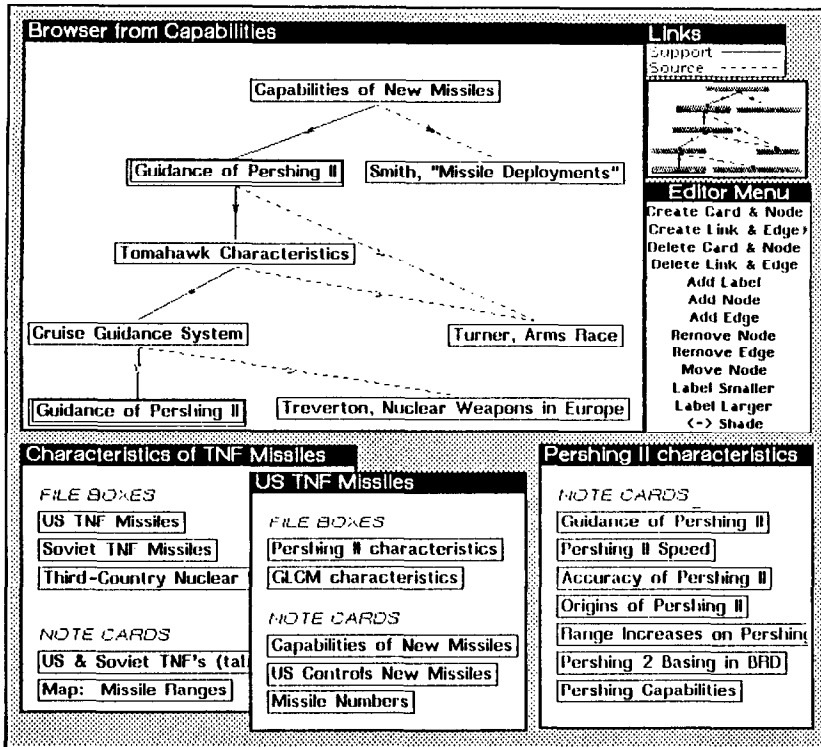 Browser from Capabilities
Capabilities of New Missiles
Guidance of Pershing II
Smith, "Missile Deployments"
Tomahawk Characteristics
Cruise Guidance System
Turner, Arms Race
Guidance of Pershing II
Treverton, Nuclear Weapons in Europe
Links
Support
Source
Editor Menu
Create Card & Node
Create Link & Edge
Delete Card & Node
Delete Link & Edge
Add Label
Add Node
Add Edge
Remove Node
Remove Edge
Move Node
Label Smaller
Label Larger
<-> Shade
Characteristics of TNF Missiles
FILE BOXES
US TNF Missiles
Soviet TNF Missiles
Third-Country Nuclear
NOTE CARDS
US & Soviet TNF's (tal
Map: Missile Ranges
US TNF Missiles
FILE BOXES
Pershing II characteristics
GLCM characteristics
NOTE CARDS
Capabilities of New Missiles
US Controls New Missiles
Missile Numbers
Pershing II characteristics
NOTE CARDS
Guidance of Pershing II
Pershing II Speed
Accuracy of Pershing II
Origins of Pershing II
Range Increases on Pershing
Pershing 2 Basing in BRD
Pershing Capabilities